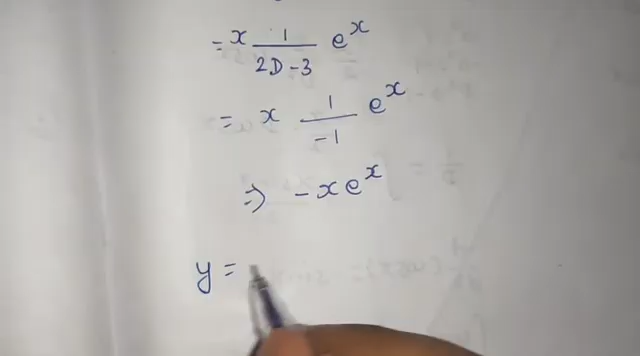 = x 1/(2D-3) e^x
= x 1/(-1) e^x
⇒ -xe^x
y =